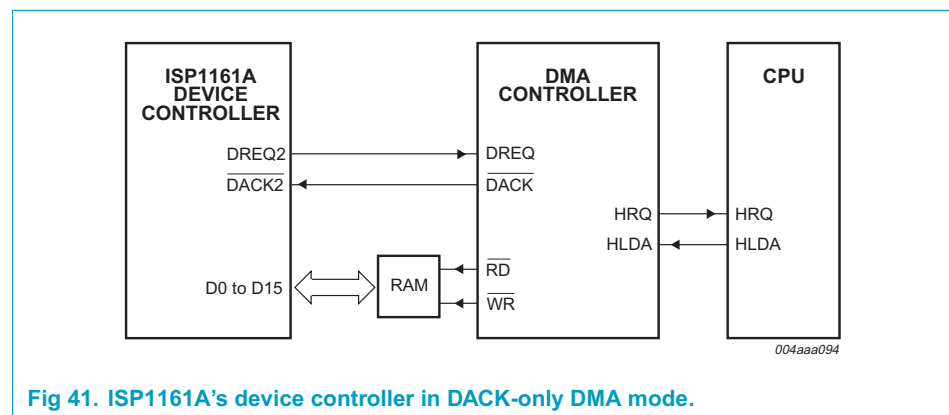 ISP1161A
DEVICE
CONTROLLER
DMA
CONTROLLER
CPU
DREQ2
DREQ
DACK2
DACK
HRQ
HRQ
HLDA
HLDA
D0 to D15
RAM
RD
WR
004aaa094
Fig 41. ISP1161A's device controller in DACK-only DMA mode.